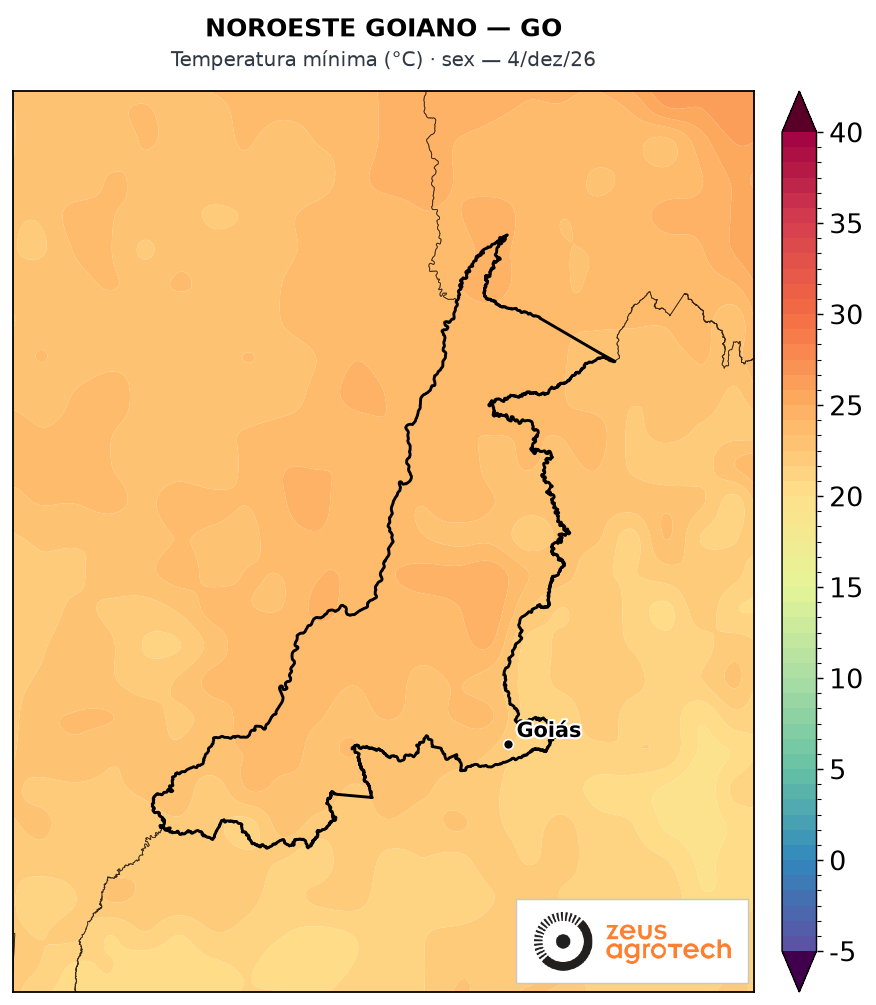 NOROESTE GOIANO — GO
Temperatura mínima (°C) · sex — 4/dez/26
40
35
30
25
20
15
10
5
0
-5
Goiás
zeus
agrotech